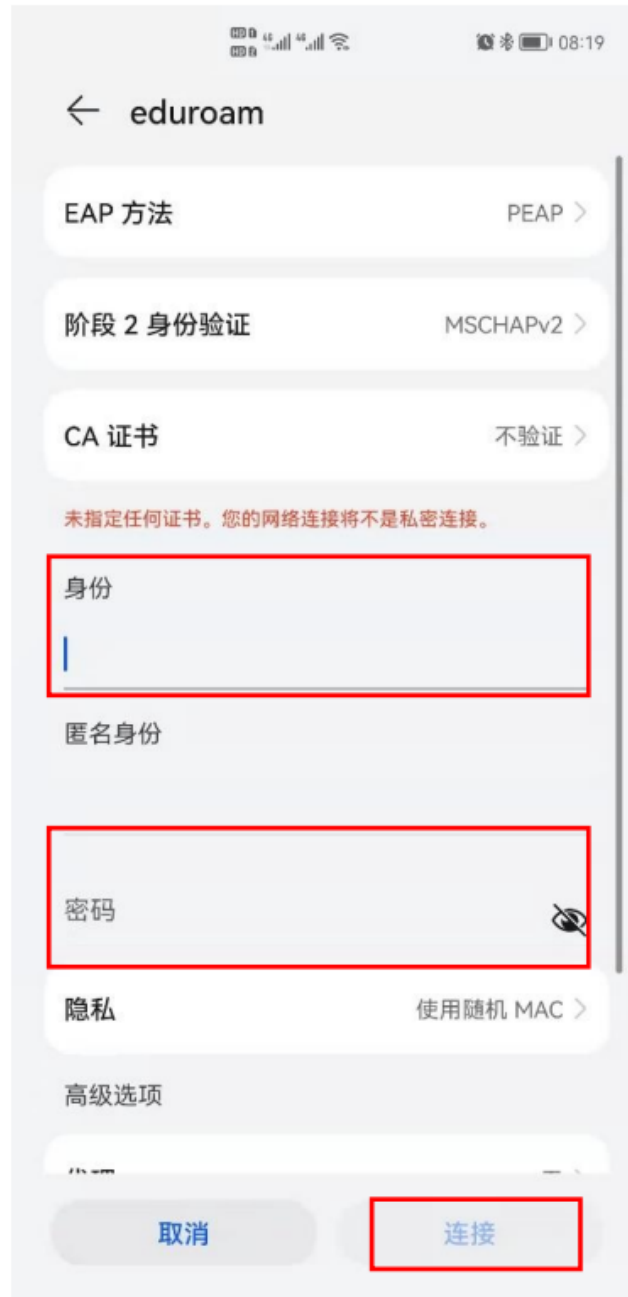 08:19
eduroam
EAP 方法 PEAP
阶段 2 身份验证 MSCHAPv2
CA 证书 不验证
未指定任何证书。您的网络连接将不是私密连接。
身份
匿名身份
密码
隐私 使用随机 MAC
高级选项
取消 连接